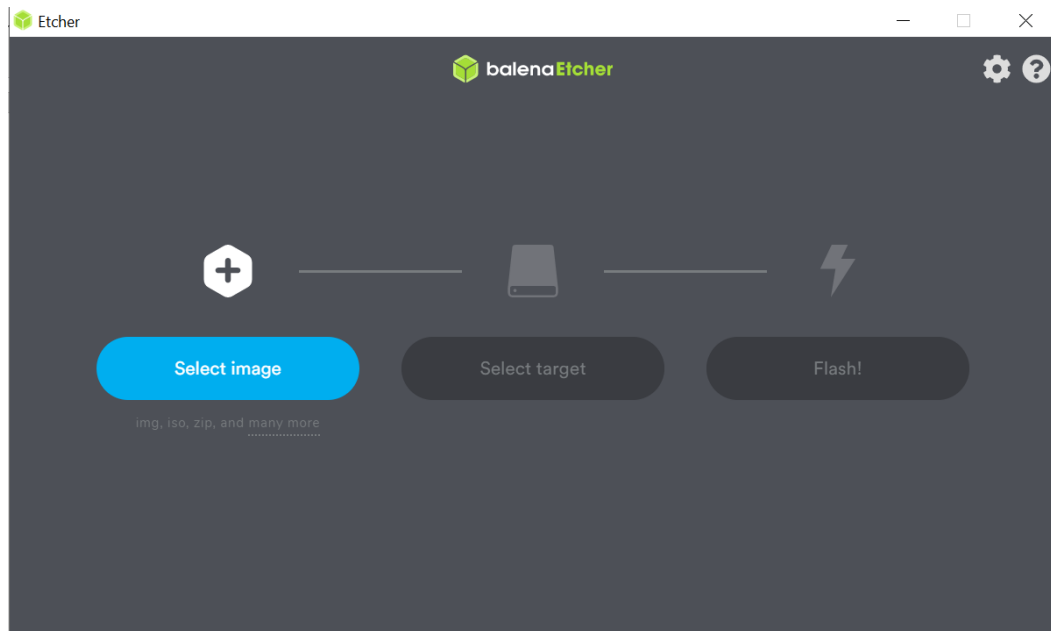 Etcher
balenaEtcher
Select image
Select target
Flash!
img, iso, zip, and many more